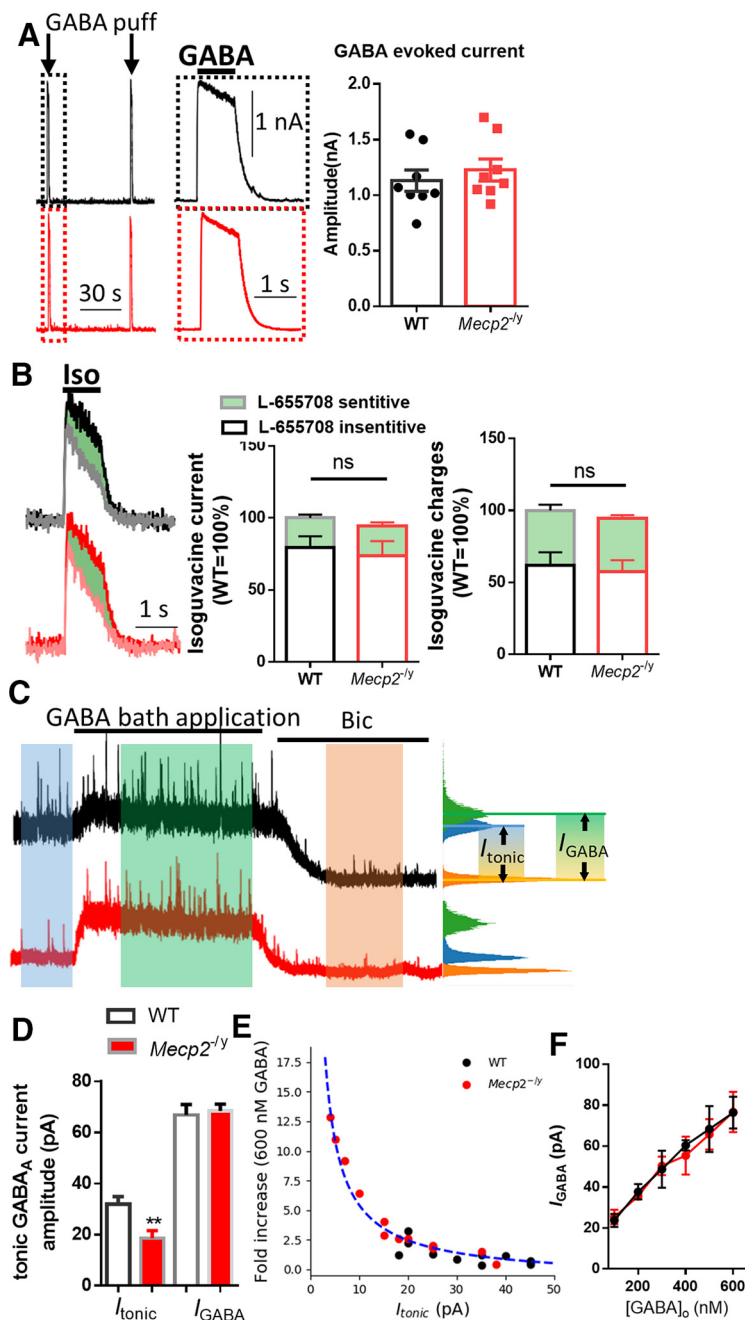 A
GABA puff
GABA
1 nA
30 s
1 s
GABA evoked current
Amplitude(nA)
2.0
1.5
1.0
0.5
0.0
WT
Mecp2-/y
B
Iso
1 s
L-655708 sentitive
L-655708 insentitive
Isoguvacine current
(WT=100%)
150
100
50
0
ns
WT
Mecp2-/y
Isoguvacine charges
(WT=100%)
150
100
50
0
ns
WT
Mecp2-/y
C
GABA bath application
Bic
Itonic
IGABA
D
WT
Mecp2-/y
tonic GABAA current
amplitude (pA)
80
60
40
20
0
**
Itonic
IGABA
E
Fold increase (600 nM GABA)
17.5
15.0
12.5
10.0
7.5
5.0
2.5
0.0
WT
Mecp2-/y
0 10 20 30 40 50
Itonic (pA)
F
IGABA (pA)
100
80
60
40
20
0
200 400 600
[GABA]o (nM)